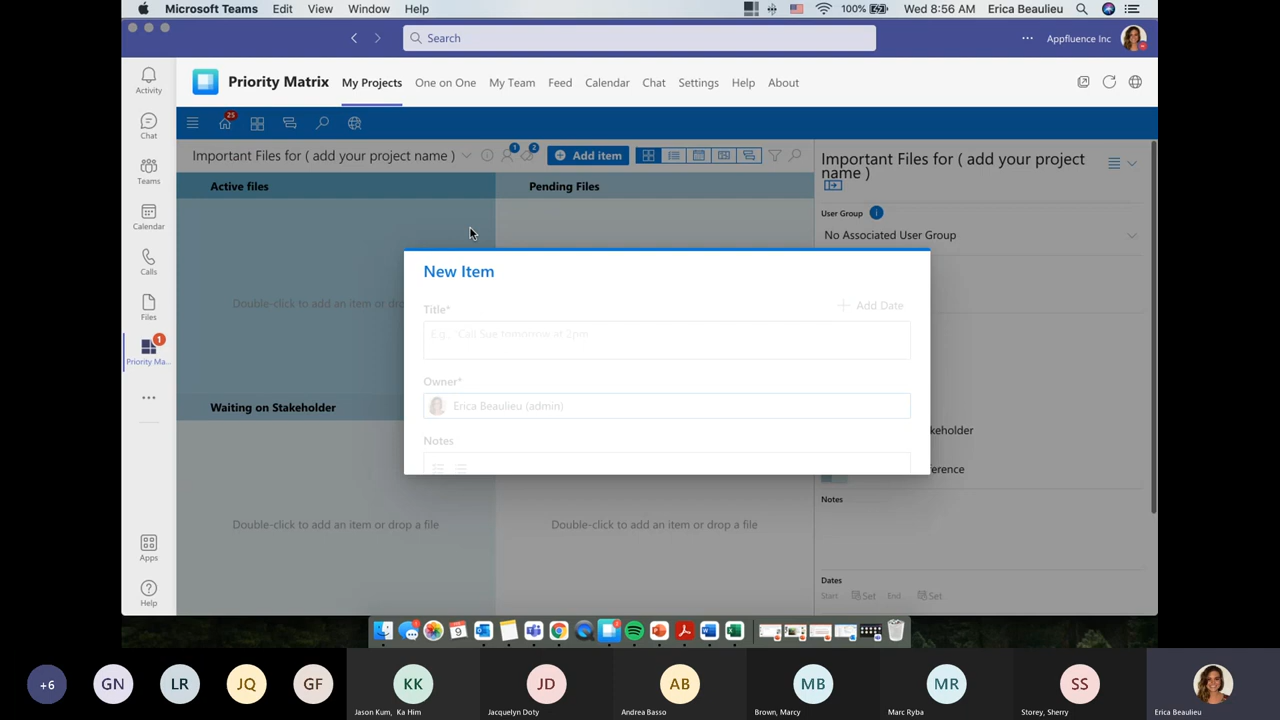 Microsoft Teams Edit View Window Help
100% Wed 8:56 AM Erica Beaulieu
Search
Appfluence Inc
Priority Matrix My Projects One on One My Team Feed Calendar Chat Settings Help About
Activity
Chat
Teams
Calendar
Calls
Files
1
Priority Ma...
Apps
Help
25
Important Files for ( add your project name )
1
2
Add item
Active files
Pending Files
Double-click to add an item or dro
Waiting on Stakeholder
Double-click to add an item or drop a file
Double-click to add an item or drop a file
New Item
Title*
Add Date
E.g., Call Sue tomorrow at 2pm
Owner*
Erica Beaulieu (admin)
Notes
Important Files for ( add your project
name )
User Group
No Associated User Group
keholder
ference
Notes
Dates
Start Set End Set
9
+6
GN
LR
JQ
GF
KK
Jason Kum, Ka Him
JD
Jacquelyn Doty
AB
Andrea Basso
MB
Brown, Marcy
MR
Marc Ryba
SS
Storey, Sherry
Erica Beaulieu